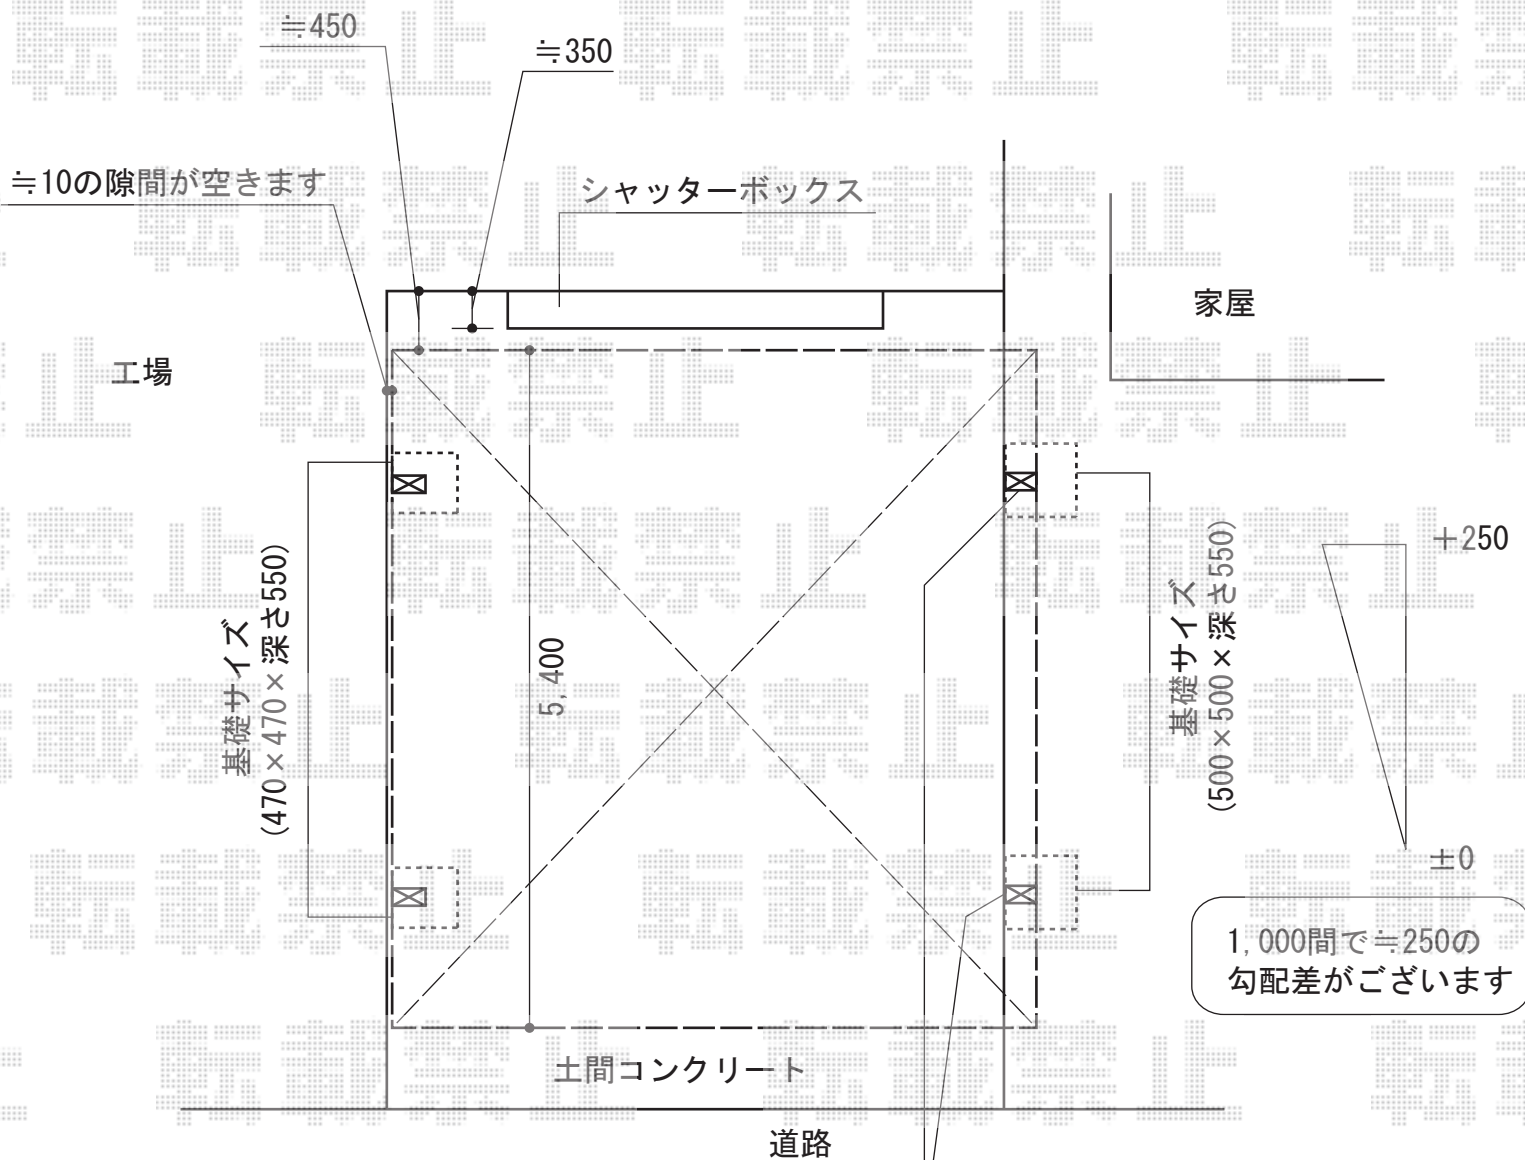 ≒450
≒350
≒10の隙間が空きます
シャッターボックス
家屋
工場
+250
基礎サイズ
(470×470×深さ550)
5,400
基礎サイズ
(500×500×深さ550)
±0
1,000間で≒250の
勾配差がございます
土間コンクリート
道路
転載禁止